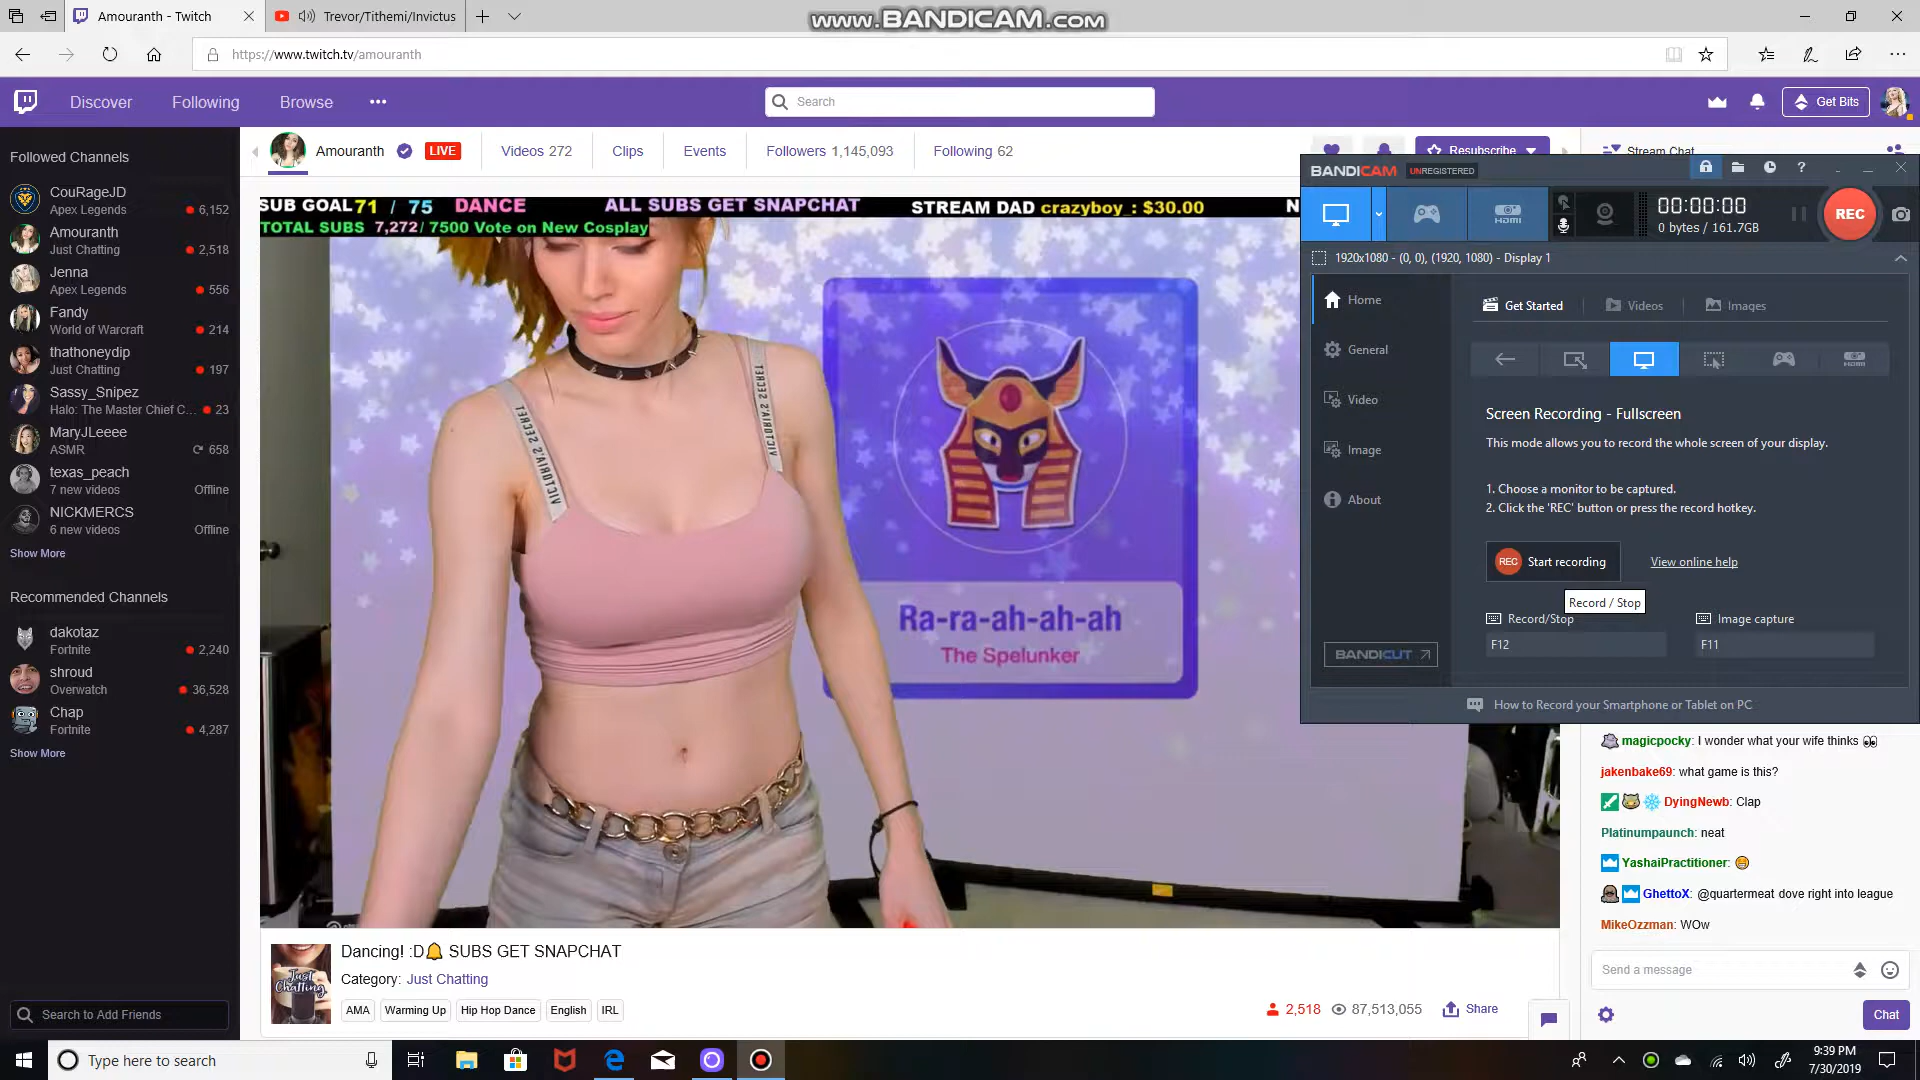 Amouranth - Twitch
Trevor/Tithemi/Invictus
www.BANDICAM.com
https://www.twitch.tv/amouranth
Discover
Following
Browse
Search
Get Bits
Followed Channels
CouRageJD
Apex Legends
6,152
Amouranth
Just Chatting
2,518
Jenna
Apex Legends
556
Fandy
World of Warcraft
214
thathoneydip
Just Chatting
197
Sassy_Snipez
Halo: The Master Chief C...
23
MaryJLeeee
ASMR
658
texas_peach
7 new videos
Offline
NICKMERCS
6 new videos
Offline
Show More
Recommended Channels
dakotaz
Fortnite
2,240
shroud
Overwatch
36,528
Chap
Fortnite
4,287
Show More
Search to Add Friends
Amouranth
LIVE
Videos 272
Clips
Events
Followers 1,145,093
Following 62
Resubscribe
Stream Chat
SUB GOAL 71 / 75 DANCE ALL SUBS GET SNAPCHAT STREAM DAD crazyboy_: $30.00 N
TOTAL SUBS 7,272/ 7500 Vote on New Cosplay
VICTORIA'S SECRET
VICTORIA'S SECRET
Ra-ra-ah-ah-ah
The Spelunker
BANDICAM UNREGISTERED
HDMI
00:00:00
0 bytes / 161.7GB
REC
1920x1080 - (0, 0), (1920, 1080) - Display 1
Home
General
Video
Image
About
BANDICUT
Get Started
Videos
Images
HDMI
Screen Recording - Fullscreen
This mode allows you to record the whole screen of your display.
1. Choose a monitor to be captured.
2. Click the 'REC' button or press the record hotkey.
REC Start recording
View online help
Record / Stop
Record/Stop
F12
Image capture
F11
How to Record your Smartphone or Tablet on PC
magicpocky: I wonder what your wife thinks 👀
jakenbake69: what game is this?
DyingNewb: Clap
Platinumpaunch: neat
YashaiPractitioner: 😄
GhettoX: @quartermeat dove right into league
MikeOzzman: WOw
Send a message
Chat
Just Chatting
Dancing! :D🔔 SUBS GET SNAPCHAT
Category: Just Chatting
AMA
Warming Up
Hip Hop Dance
English
IRL
2,518
87,513,055
Share
Type here to search
9:39 PM
7/30/2019